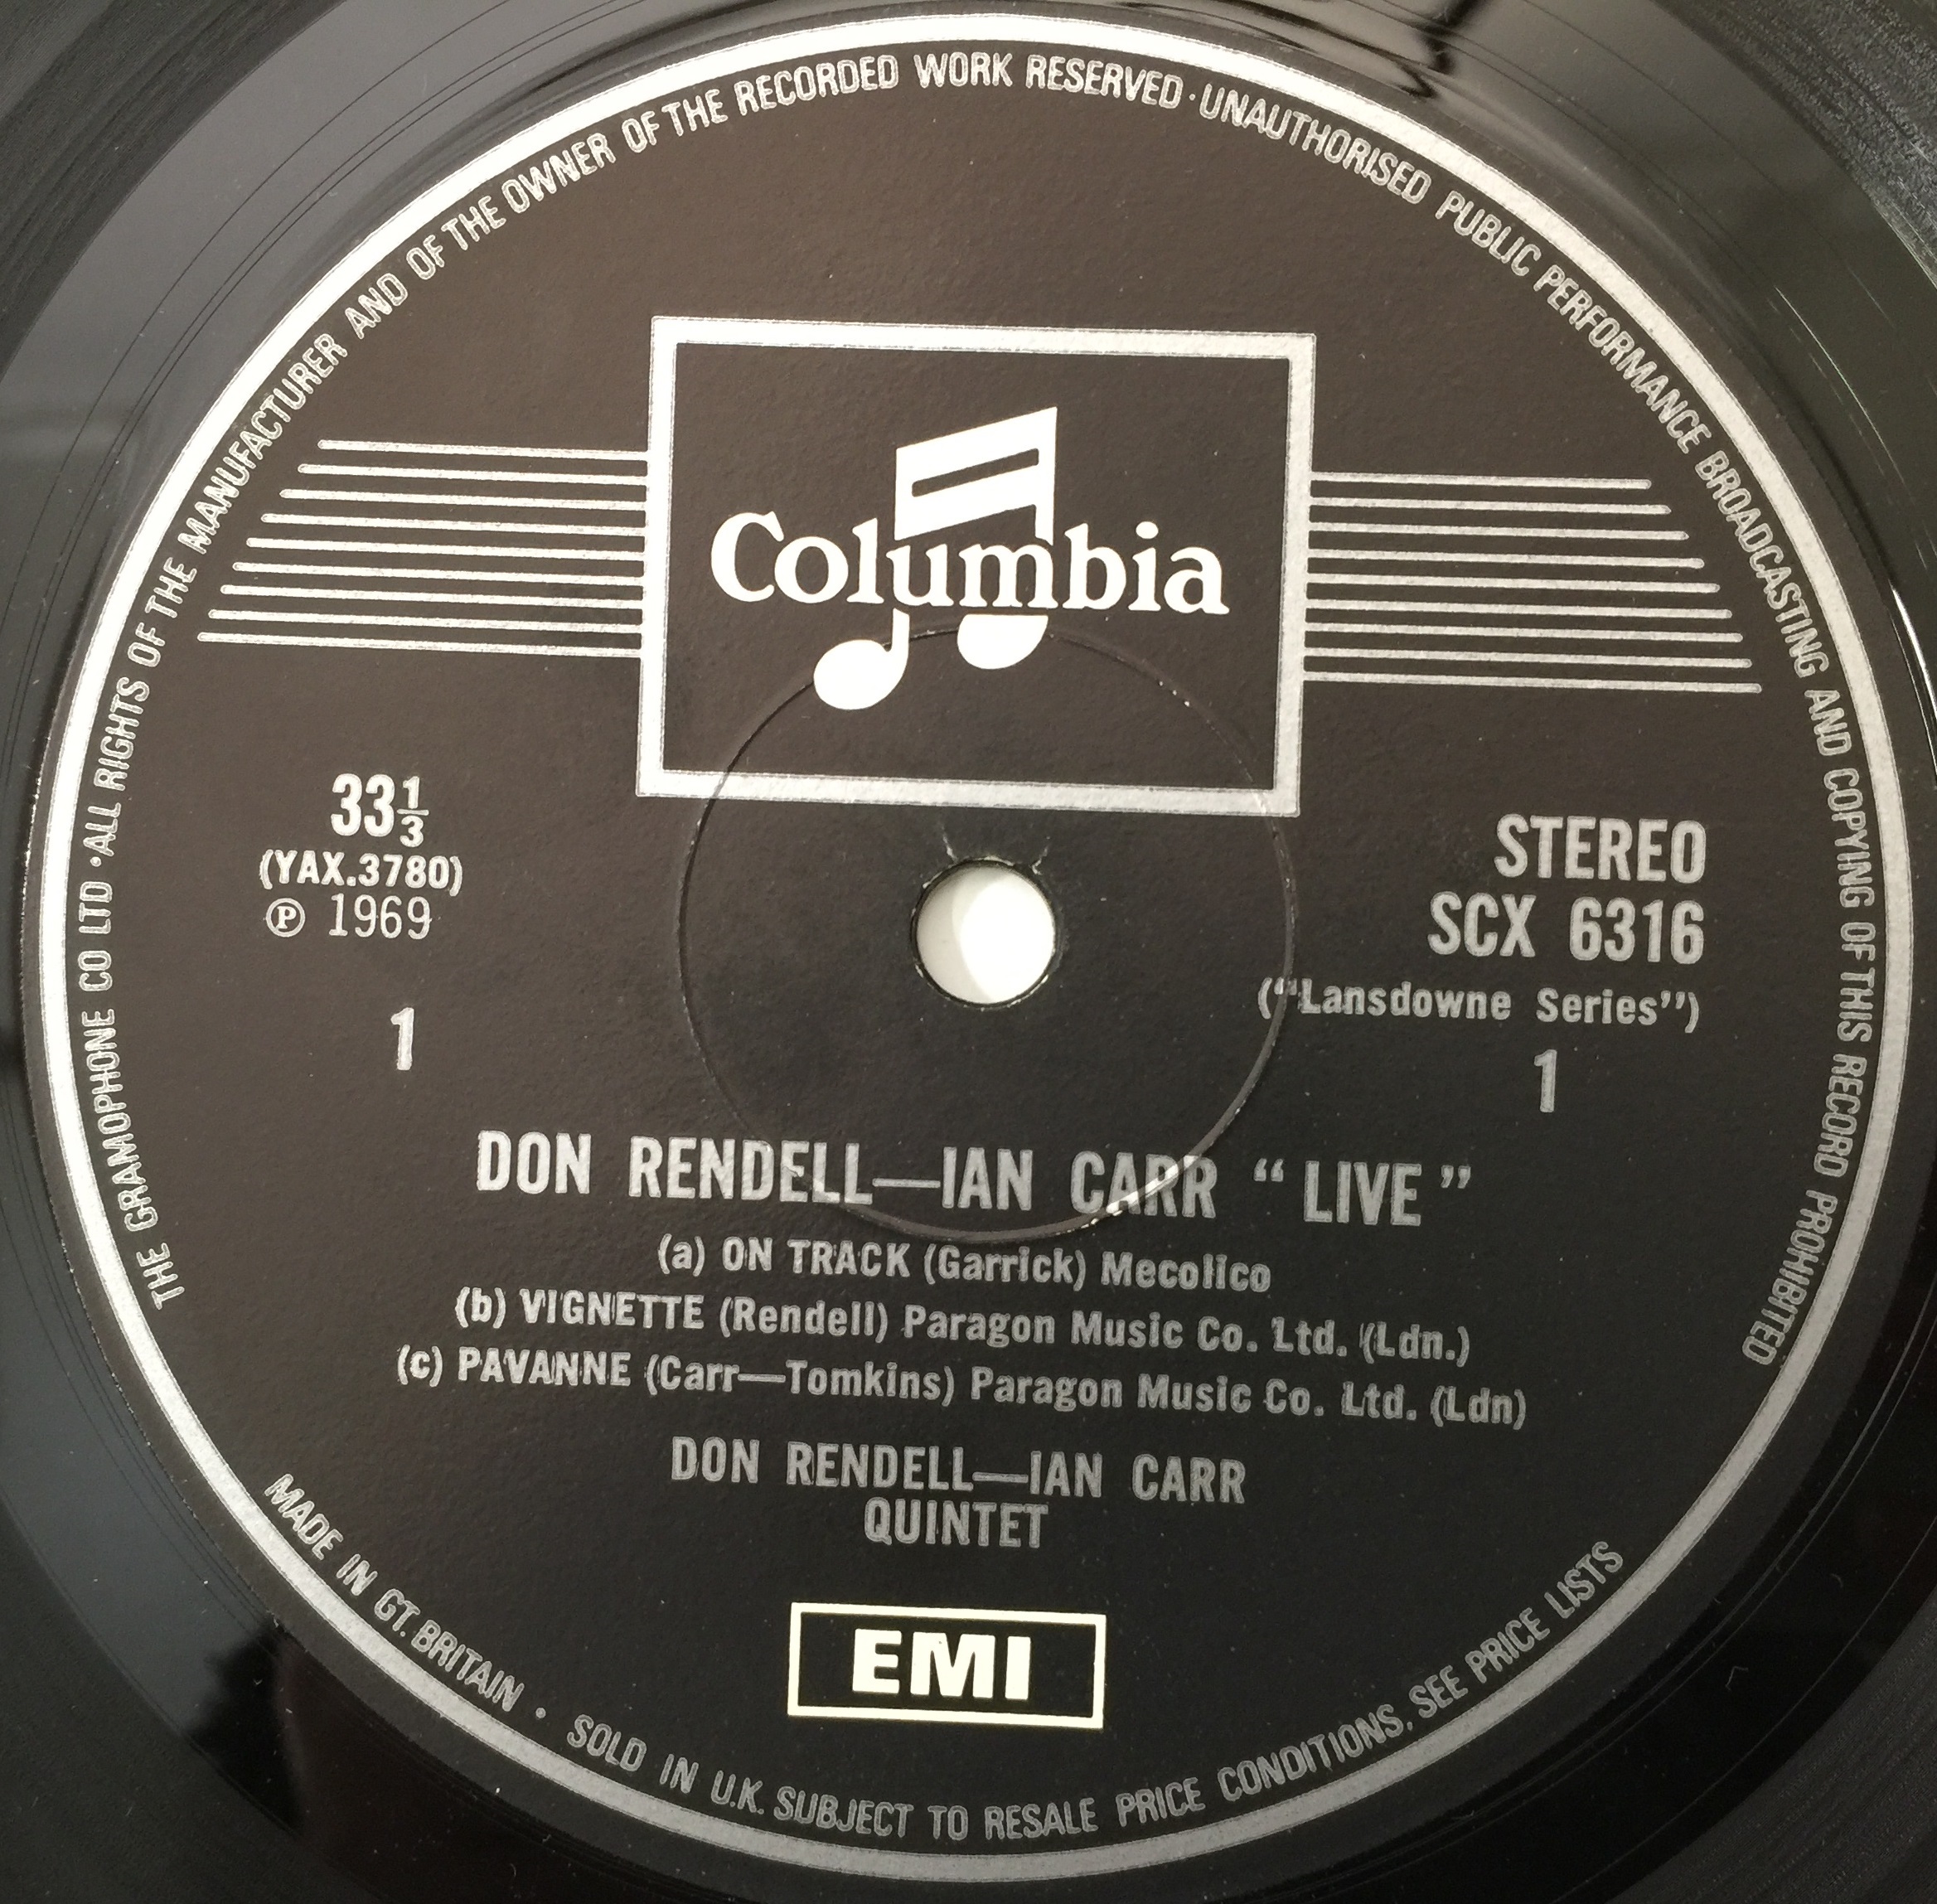 THE GRAMOPHONE CO LTD · ALL RIGHTS OF THE MANUFACTURER AND OF THE OWNER OF THE RECORDED WORK RESERVED · UNAUTHORISED PUBLIC PERFORMANCE BROADCASTING AND COPYING OF THIS RECORD PROHIBITED
Columbia
33⅓
(YAX.3780)
℗ 1969
1
STEREO
SCX 6316
(“Lansdowne Series”)
1
DON RENDELL—IAN CARR “ LIVE ”
(a) ON TRACK (Garrick) Mecolico
(b) VIGNETTE (Rendell) Paragon Music Co. Ltd. (Ldn.)
(c) PAVANNE (Carr—Tomkins) Paragon Music Co. Ltd. (Ldn)
DON RENDELL—IAN CARR
QUINTET
EMI
MADE IN GT. BRITAIN · SOLD IN U.K. SUBJECT TO RESALE PRICE CONDITIONS, SEE PRICE LISTS